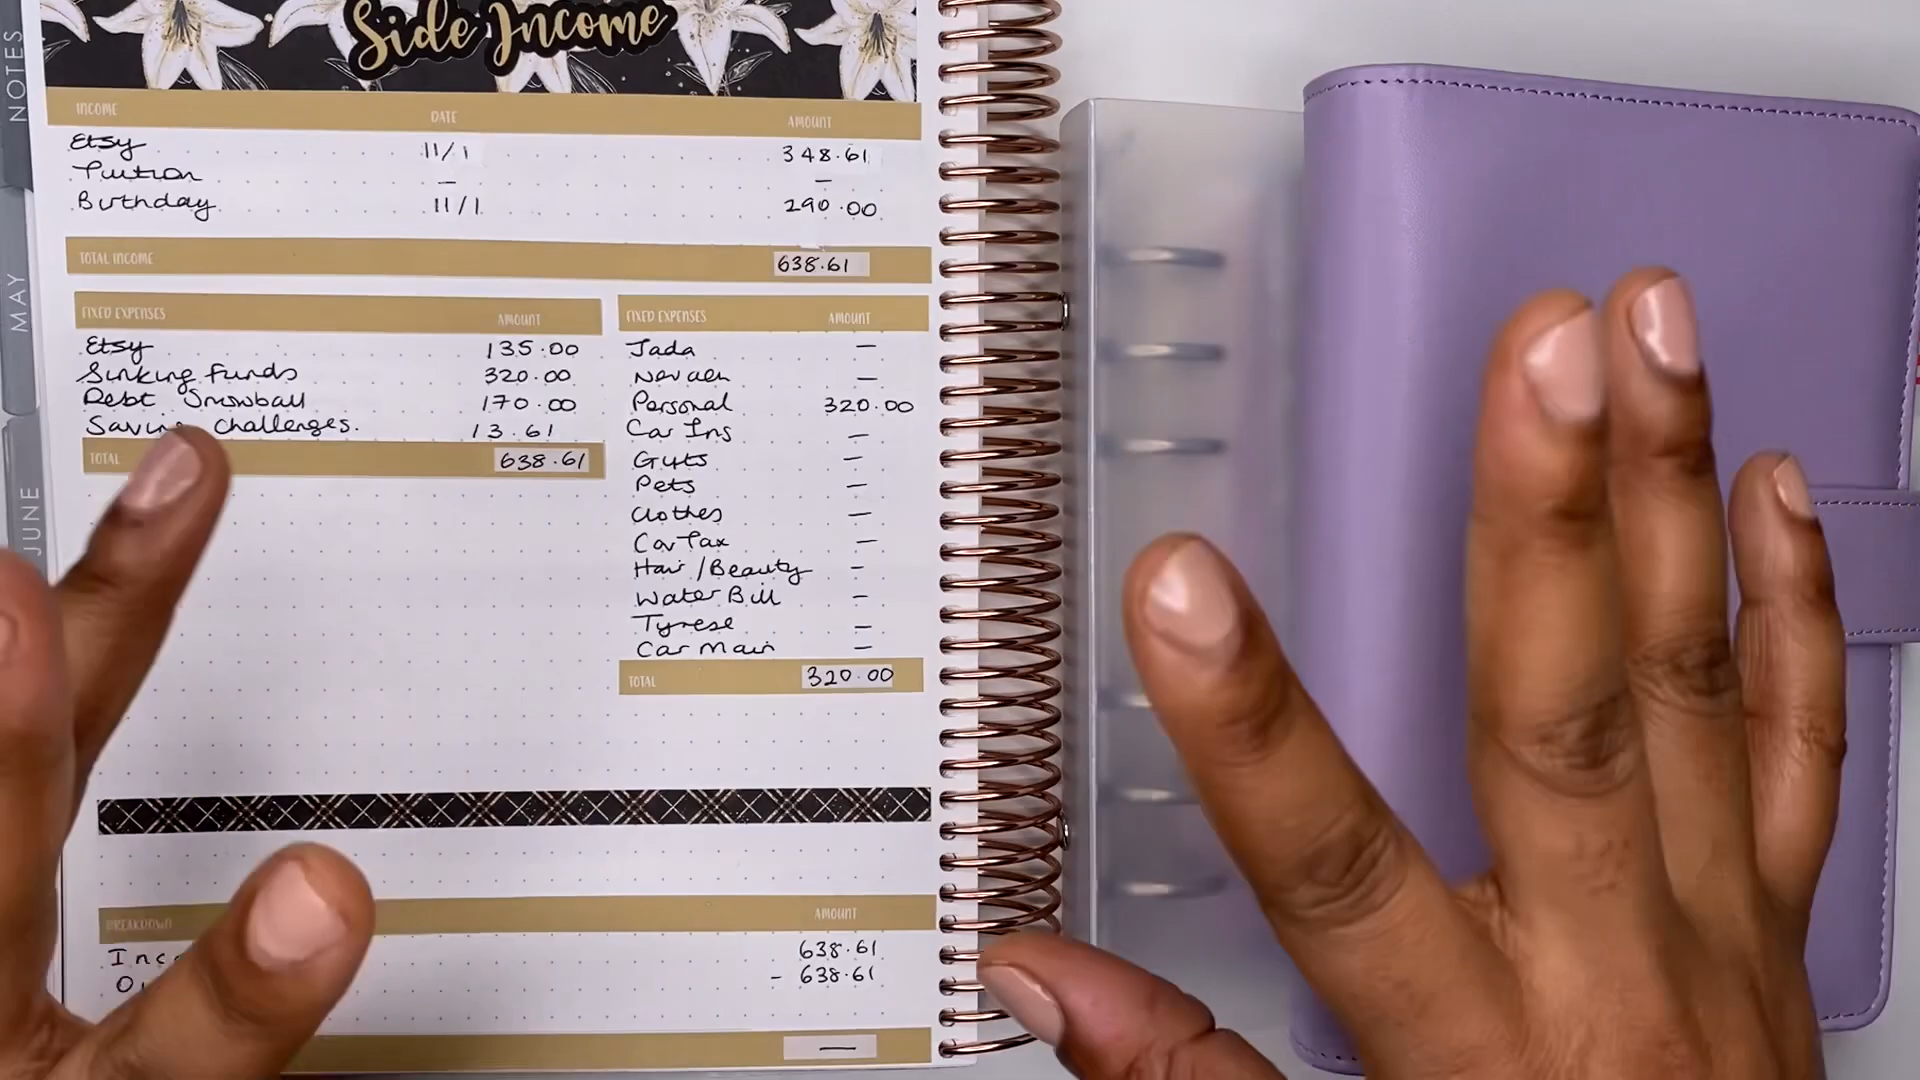 Side Income
NOTES
INCOME DATE AMOUNT
Etsy 11/1 348.61
Tuition — —
Birthday 11/1 290.00
TOTAL INCOME 638.61
MAY
FIXED EXPENSES AMOUNT
Etsy 135.00
Sinking Funds 320.00
Debt Snowball 170.00
Saving Challenges. 13.61
TOTAL 638.61
JUNE
FIXED EXPENSES AMOUNT
Jada —
Nevaeh —
Personal 320.00
Car Ins —
Gifts —
Pets —
Clothes —
Car Tax —
Hair/Beauty —
Water Bill —
Tyrese —
Car Main —
TOTAL 320.00
BREAKDOWN AMOUNT
Inc 638.61
- 638.61
—